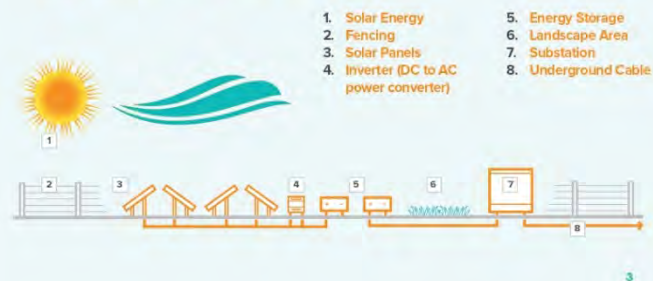 1. Solar Energy
2. Fencing
3. Solar Panels
4. Inverter (DC to AC
power converter)
5. Energy Storage
6. Landscape Area
7. Substation
8. Underground Cable
1
2
3
4
5
6
7
8
3